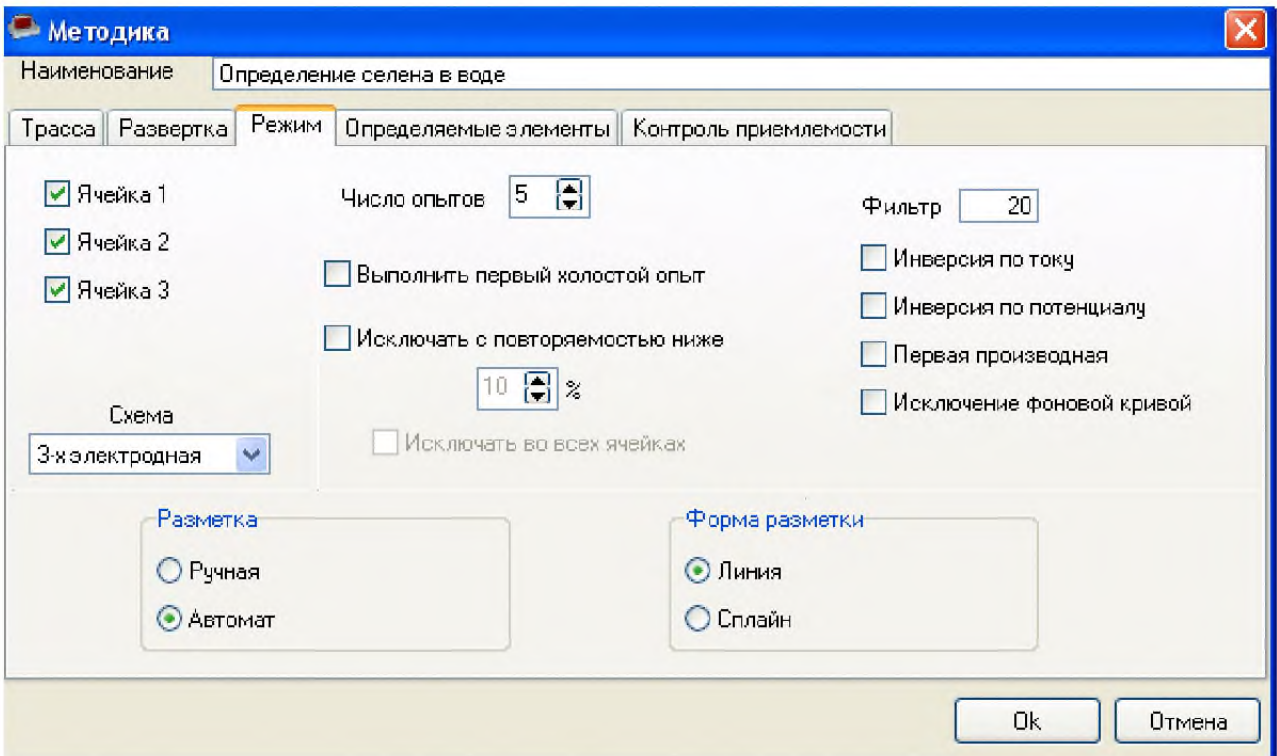 Методика
Наименование Определение селена в воде
Трасса Развертка Режим Определяемые элементы Контроль приемлемости
Ячейка 1
Ячейка 2
Ячейка 3
Схема
3-х электродная
Число опытов 5
Выполнить первый холостой опыт
Исключать с повторяемостью ниже
10 %
Исключать во всех ячейках
Фильтр 20
Инверсия по току
Инверсия по потенциалу
Первая производная
Исключение фоновой кривой
Разметка
Ручная
Автомат
Форма разметки
Линия
Сплайн
Ok Отмена